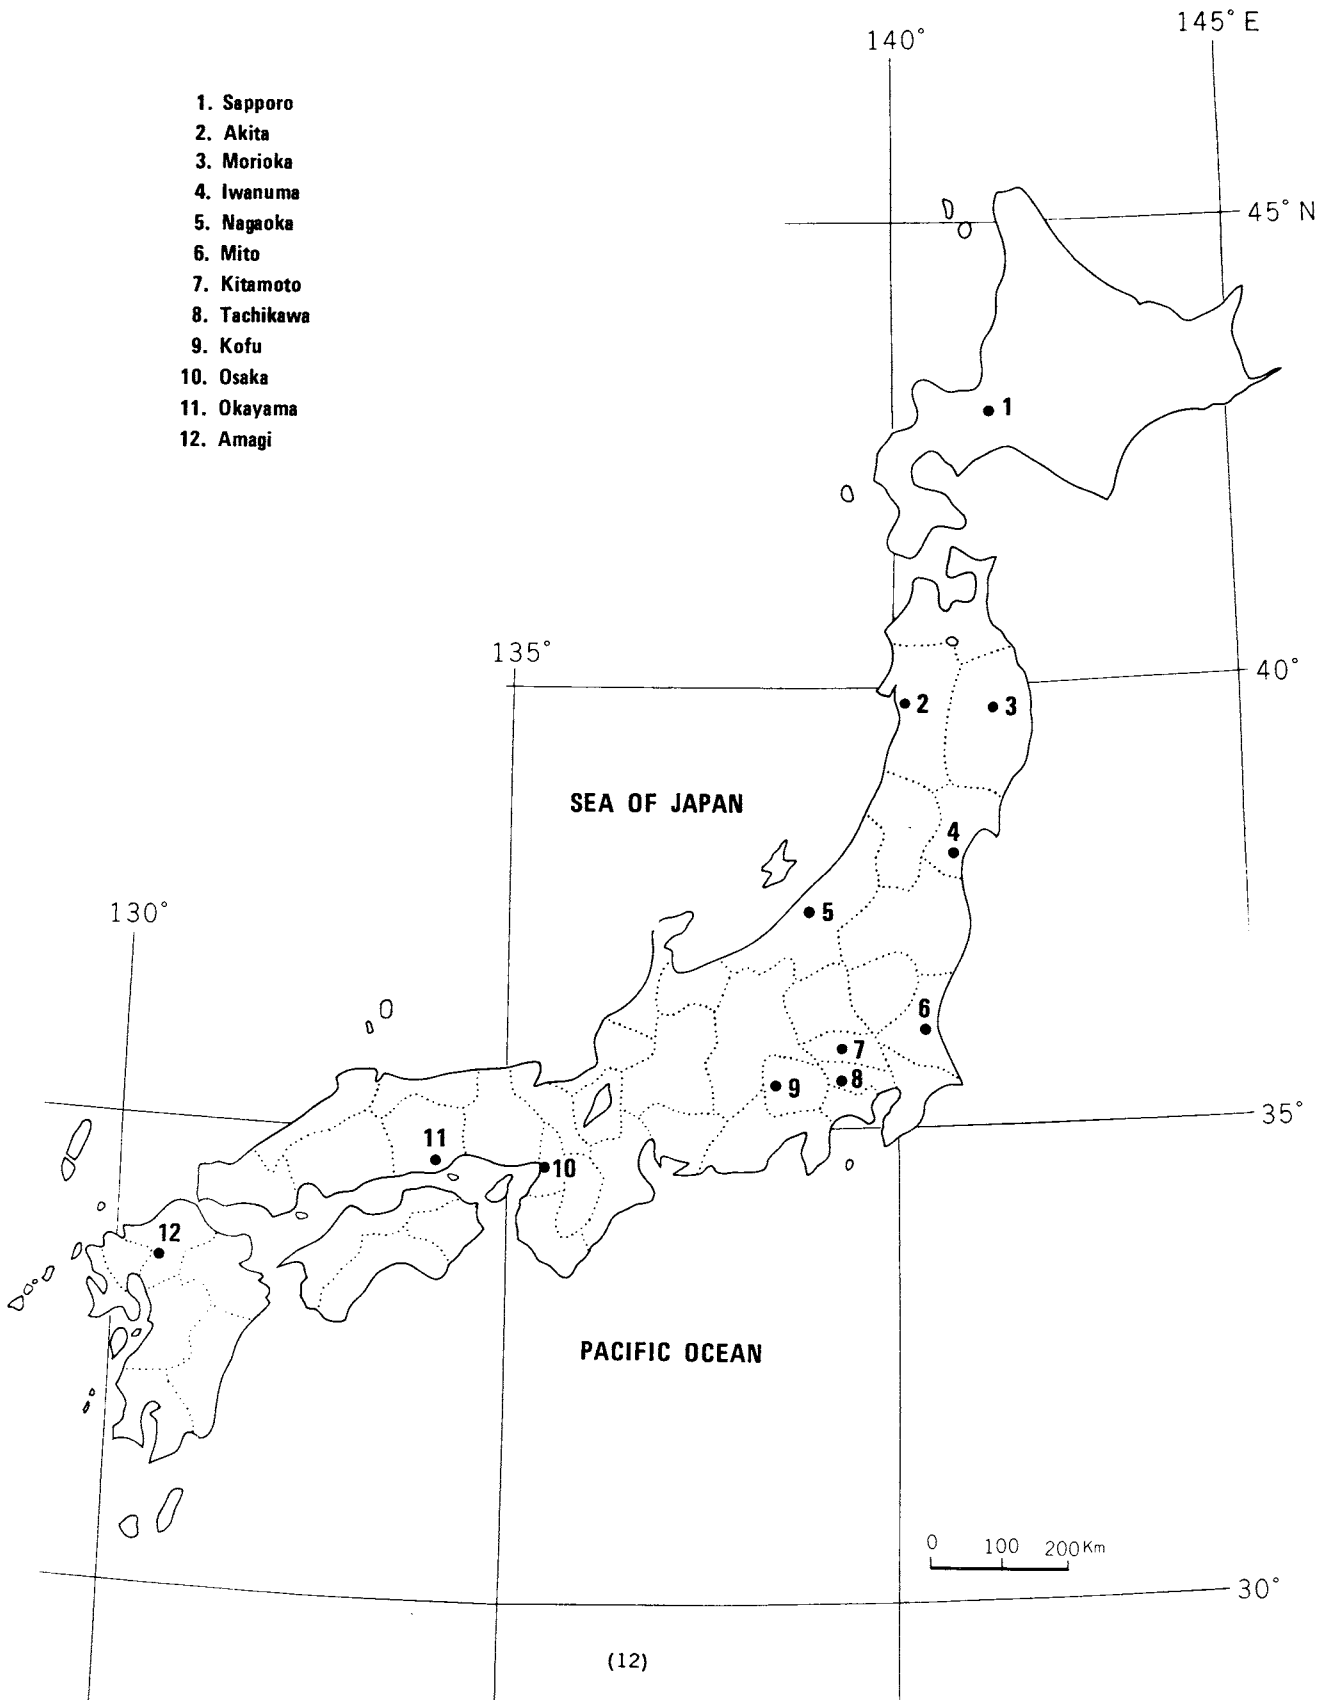 145° E
140°
1. Sapporo
2. Akita
3. Morioka
4. Iwanuma
5. Nagaoka
6. Mito
7. Kitamoto
8. Tachikawa
9. Kofu
10. Osaka
11. Okayama
12. Amagi
45° N
1
135°
40°
2
3
SEA OF JAPAN
4
130°
5
6
7
8
9
35°
11
10
12
PACIFIC OCEAN
0 100 200 Km
30°
(12)